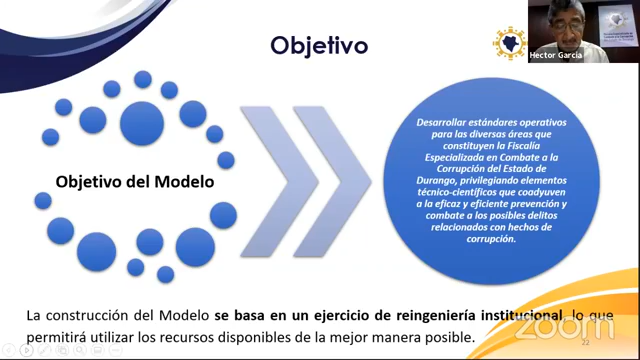 Objetivo
Hector Garcia
Objetivo del Modelo
Desarrollar estándares operativos
para las diversas áreas que
constituyen la Fiscalía
Especializada en Combate a la
Corrupción del Estado de
Durango, privilegiando elementos
técnico-científicos que coadyuven
a la eficaz y eficiente prevención y
combate a los posibles delitos
relacionados con hechos de
corrupción.
La construcción del Modelo se basa en un ejercicio de reingeniería institucional, lo que
permitirá utilizar los recursos disponibles de la mejor manera posible.
zoom
22